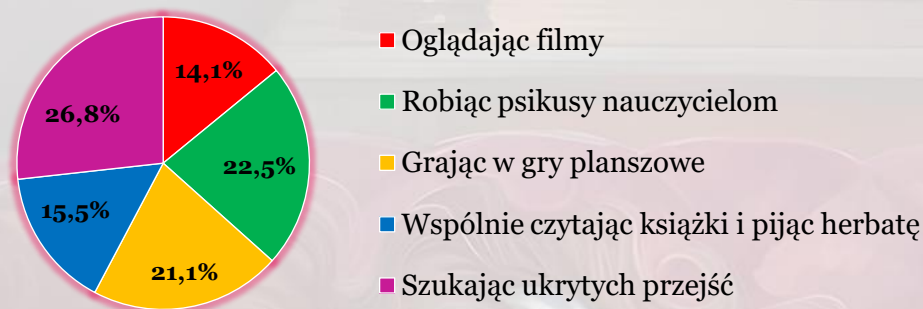 14,1%
22,5%
21,1%
15,5%
26,8%
Oglądając filmy
Robiąc psikusy nauczycielom
Grając w gry planszowe
Wspólnie czytając książki i pijąc herbatę
Szukając ukrytych przejść